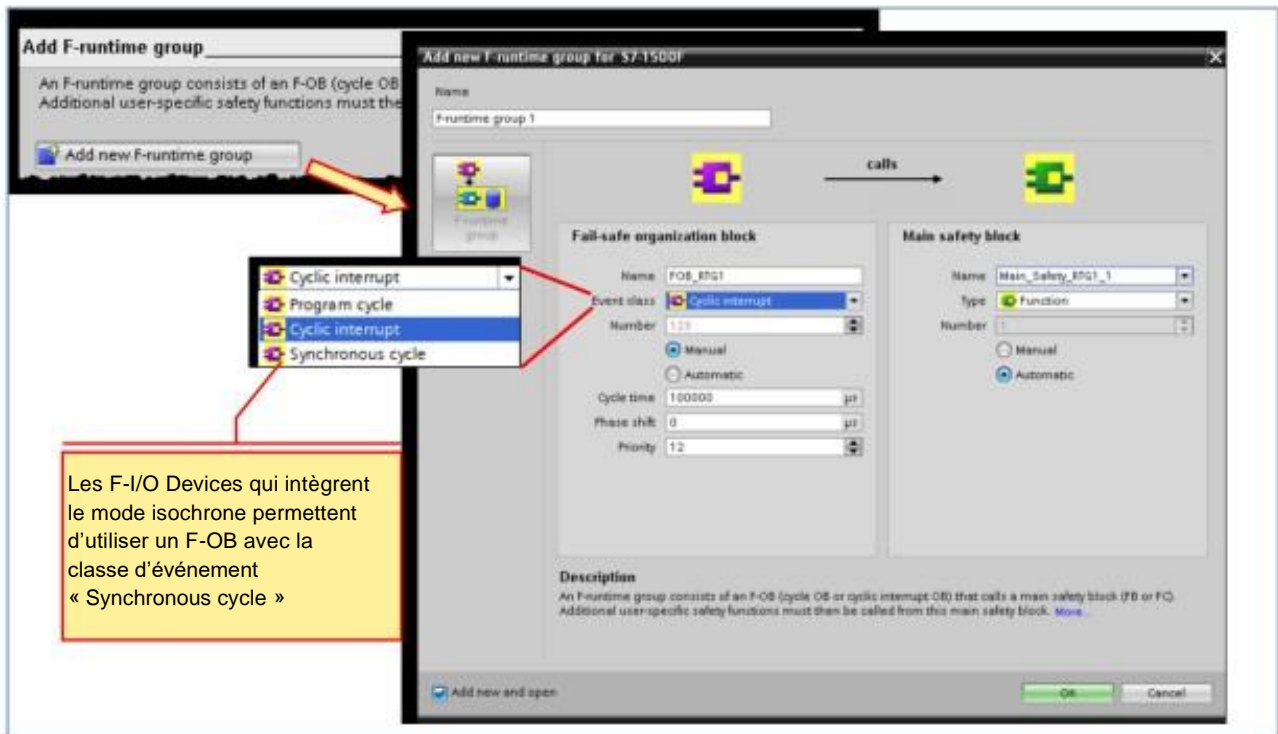 Add F-runtime group
An F-runtime group consists of an F-OB (cycle OB
Additional user-specific safety functions must the
Add new F-runtime group
Add new F-runtime group for S7-1500F
Name
F-runtime group 1
F-runtime
group
calls
Fail-safe organization block
Name FOB_RTG1
Event class Cyclic interrupt
Number 123
Manual
Automatic
Cycle time 100000 µs
Phase shift 0 µs
Priority 12
Main safety block
Name Main_Safety_RTG1_1
Type Function
Number 1
Manual
Automatic
Cyclic interrupt
Program cycle
Cyclic interrupt
Synchronous cycle
Les F-I/O Devices qui intègrent
le mode isochrone permettent
d’utiliser un F-OB avec la
classe d’événement
« Synchronous cycle »
Description
An F-runtime group consists of an F-OB (cycle OB or cyclic interrupt OB) that calls a main safety block (FB or FC).
Additional user-specific safety functions must then be called from this main safety block. More...
Add new and open
OK
Cancel